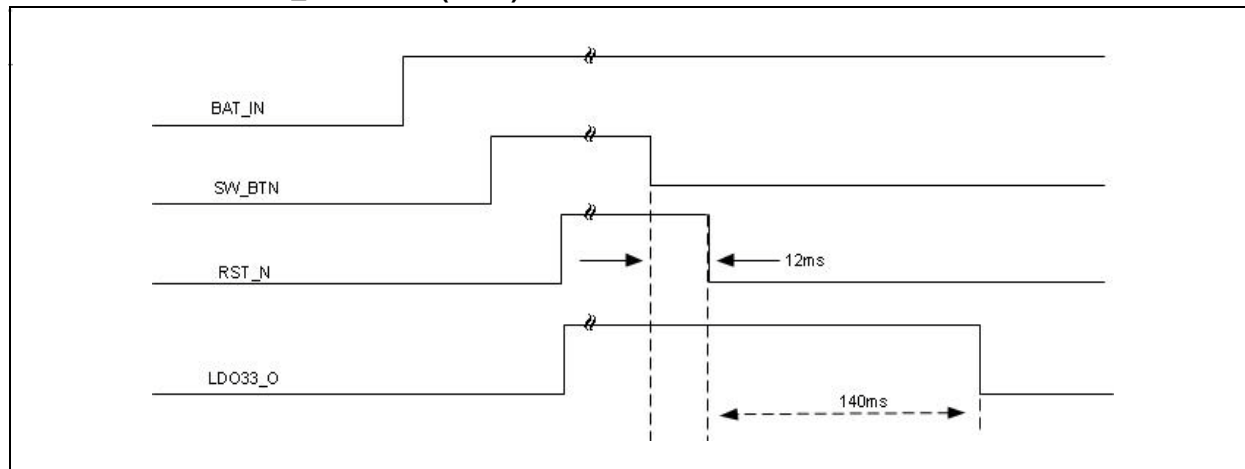 BAT_IN
SW_BTN
RST_N
12ms
LDO33_O
140ms